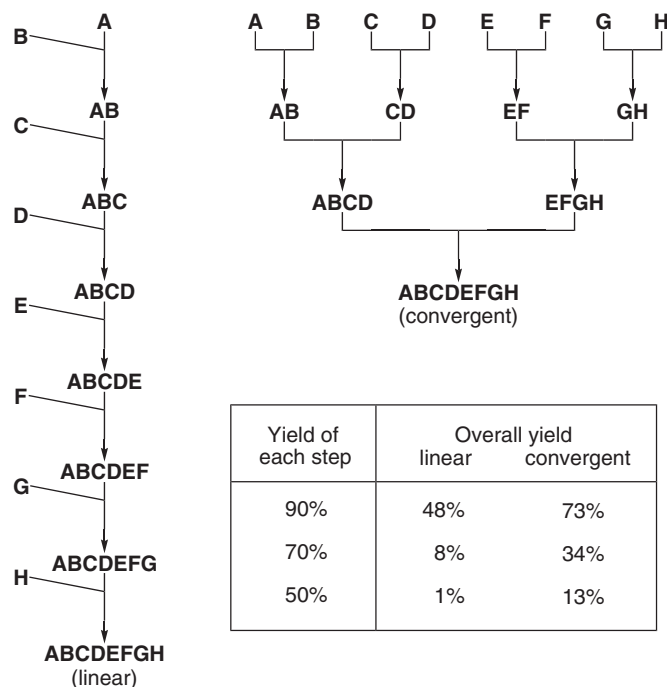 A
B
AB
C
ABC
D
ABCD
E
ABCDE
F
ABCDEF
G
ABCDEFG
H
ABCDEFGH
(linear)
A B C D E F G H
AB CD EF GH
ABCD EFGH
ABCDEFGH
(convergent)
Yield of Overall yield
each step linear convergent
90% 48% 73%
70% 8% 34%
50% 1% 13%